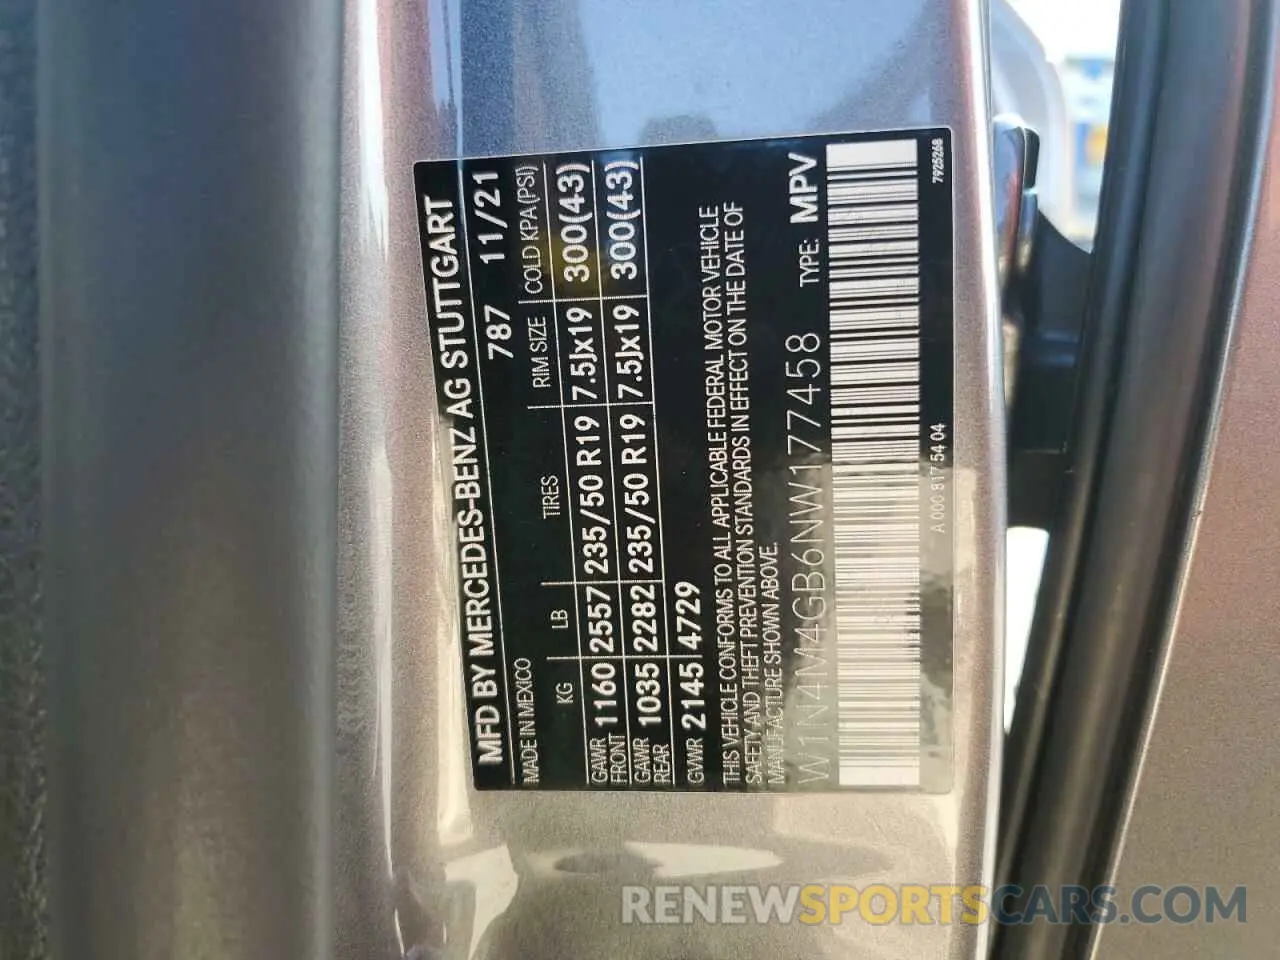 MFD BY MERCEDES-BENZ AG STUTTGART
MADE IN MEXICO 787 11/21
KG LB TIRES RIM SIZE COLD KPA(PSI)
GAWR FRONT 1160 2557 235/50 R19 7.5Jx19 300(43)
GAWR REAR 1035 2282 235/50 R19 7.5Jx19 300(43)
GVWR 2145 4729
THIS VEHICLE CONFORMS TO ALL APPLICABLE FEDERAL MOTOR VEHICLE
SAFETY AND THEFT PREVENTION STANDARDS IN EFFECT ON THE DATE OF
MANUFACTURE SHOWN ABOVE.
W1N4M4GB6NW177458 TYPE: MPV
A 000 817 54 04 7925268
RENEWSPORTSCARS.COM